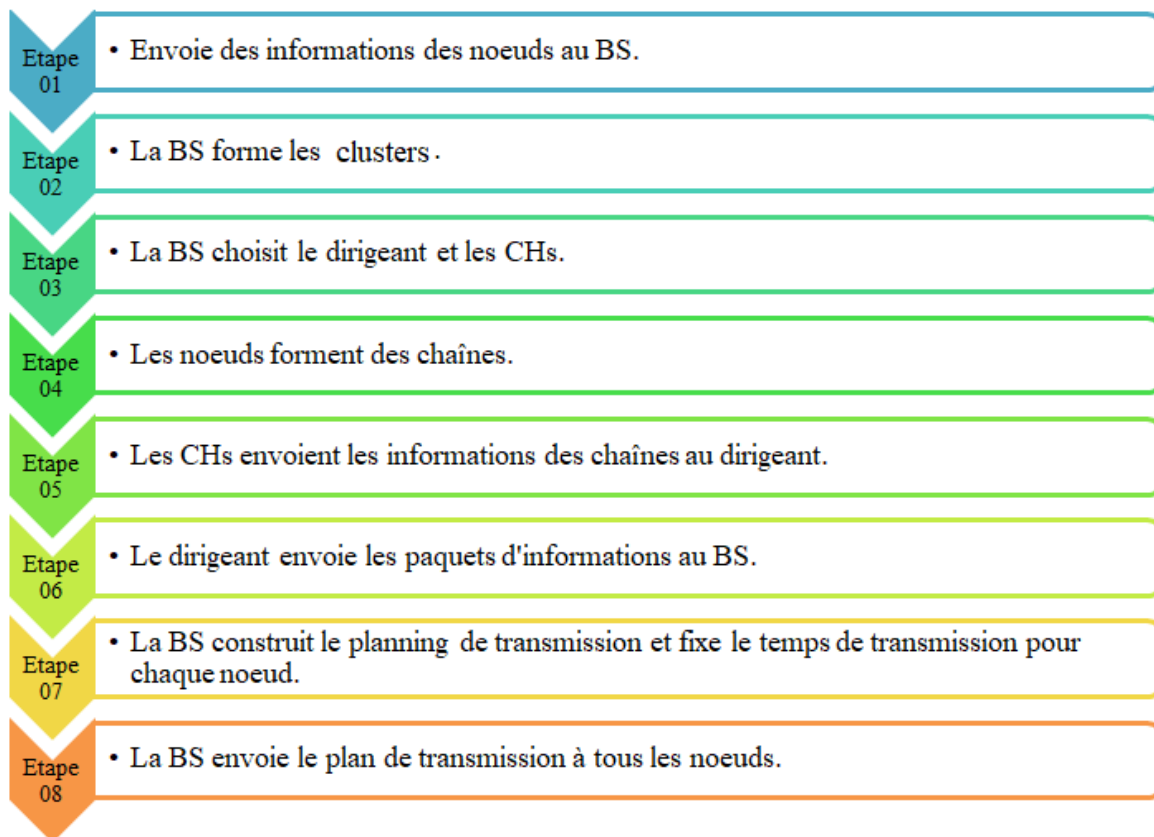 Etape
01
• Envoie des informations des noeuds au BS.
Etape
02
• La BS forme les clusters.
Etape
03
• La BS choisit le dirigeant et les CHs.
Etape
04
• Les noeuds forment des chaînes.
Etape
05
• Les CHs envoient les informations des chaînes au dirigeant.
Etape
06
• Le dirigeant envoie les paquets d'informations au BS.
Etape
07
• La BS construit le planning de transmission et fixe le temps de transmission pour
chaque noeud.
Etape
08
• La BS envoie le plan de transmission à tous les noeuds.